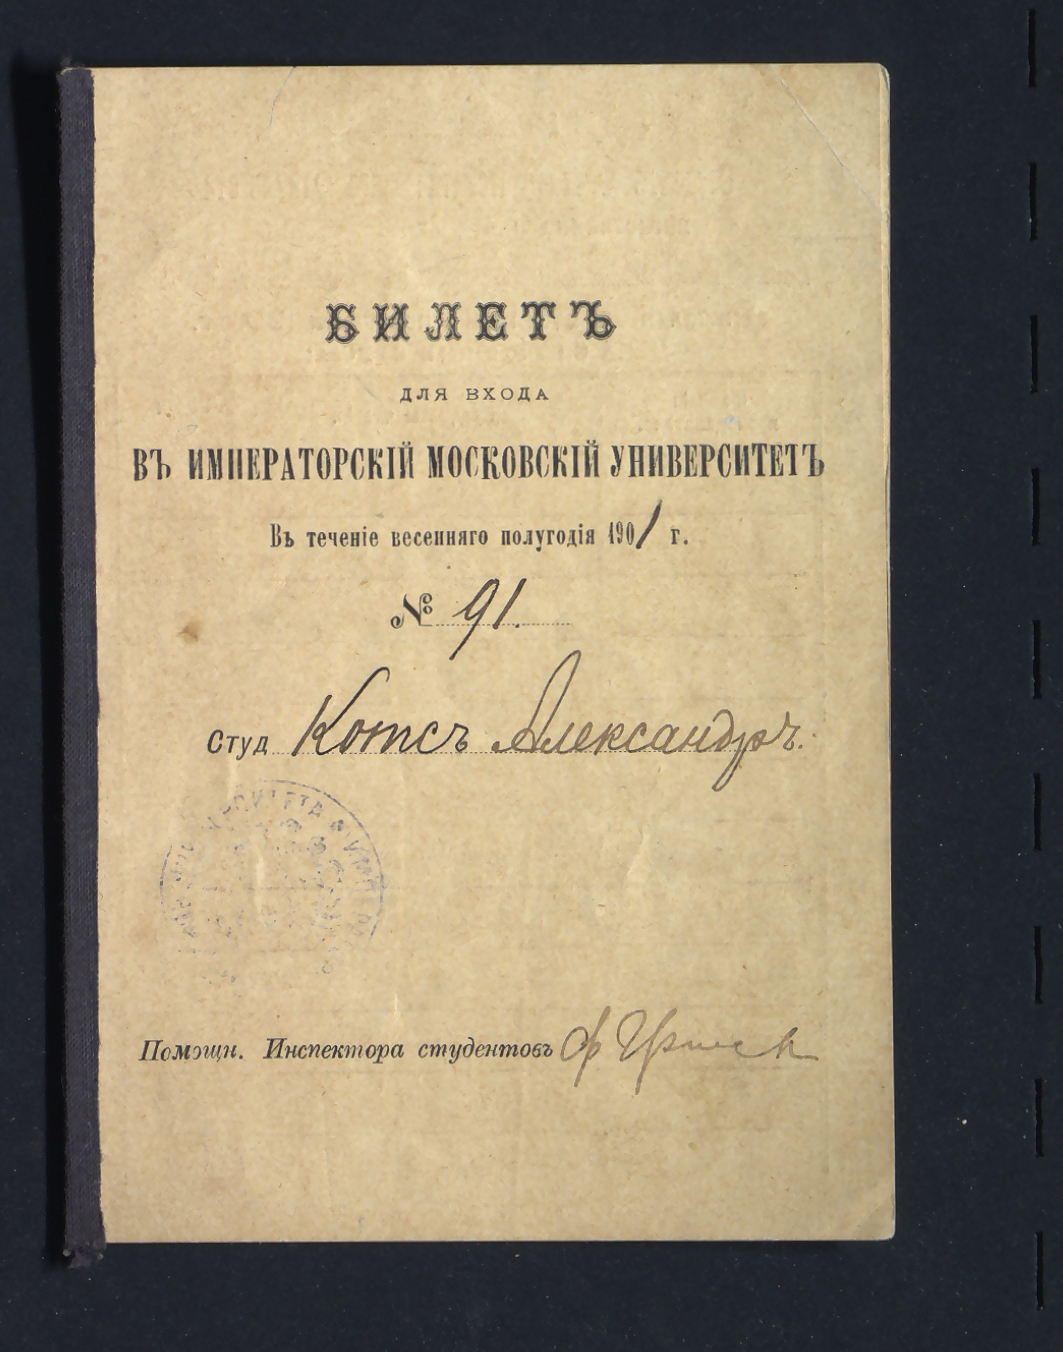 БИЛЕТЪ
ДЛЯ ВХОДА
ВЪ ИМПЕРАТОРСКІЙ МОСКОВСКІЙ УНИВЕРСИТЕТЪ
Въ теченіе весенняго полугодія 1901 г.
№ 91.
Студ Котсъ Александръ.
Помощн. Инспектора студентовъ